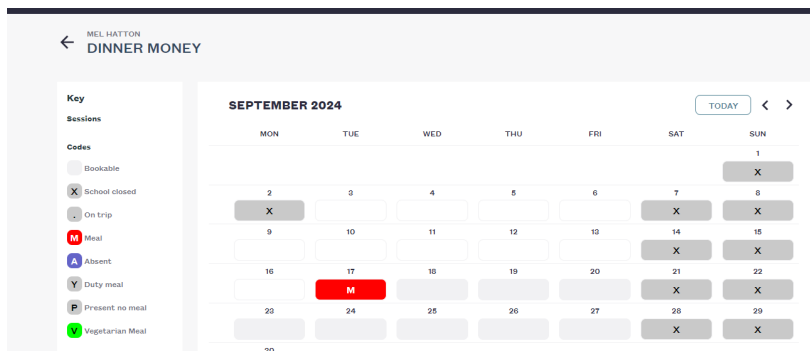 MEL HATTON
DINNER MONEY
Key
Sessions
Codes
Bookable
X School closed
. On trip
M Meal
A Absent
Y Duty meal
P Present no meal
V Vegetarian Meal
SEPTEMBER 2024
TODAY
MON TUE WED THU FRI SAT SUN
1
X
2 3 4 5 6 7 8
X X X
9 10 11 12 13 14 15
X X
16 17 18 19 20 21 22
M X X
23 24 25 26 27 28 29
X X
30